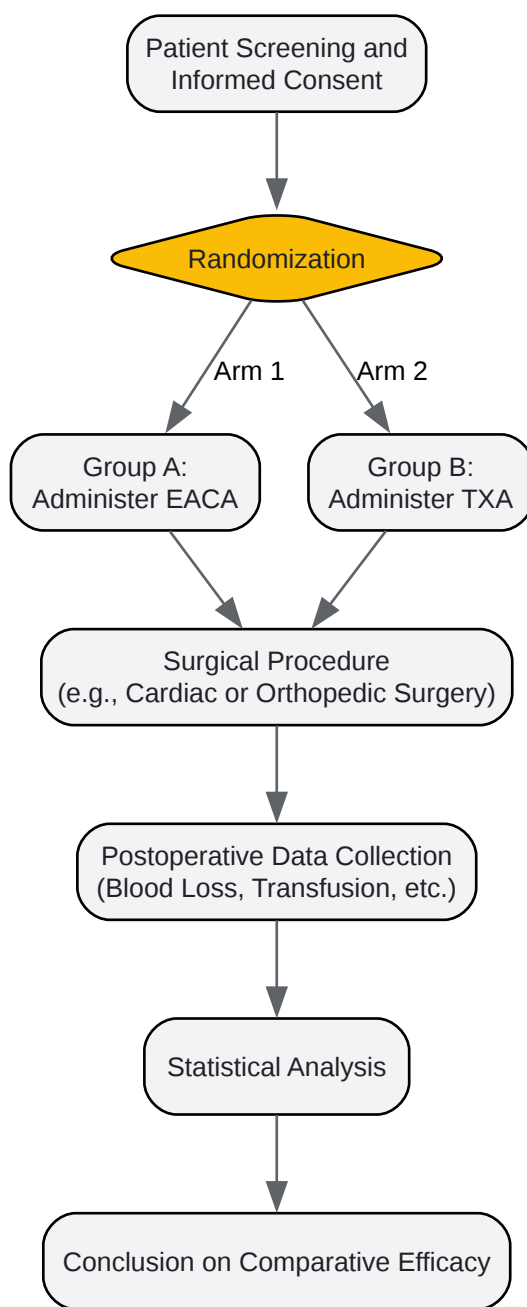 Patient Screening and
Informed Consent
Randomization
Arm 1
Arm 2
Group A:
Administer EACA
Group B:
Administer TXA
Surgical Procedure
(e.g., Cardiac or Orthopedic Surgery)
Postoperative Data Collection
(Blood Loss, Transfusion, etc.)
Statistical Analysis
Conclusion on Comparative Efficacy